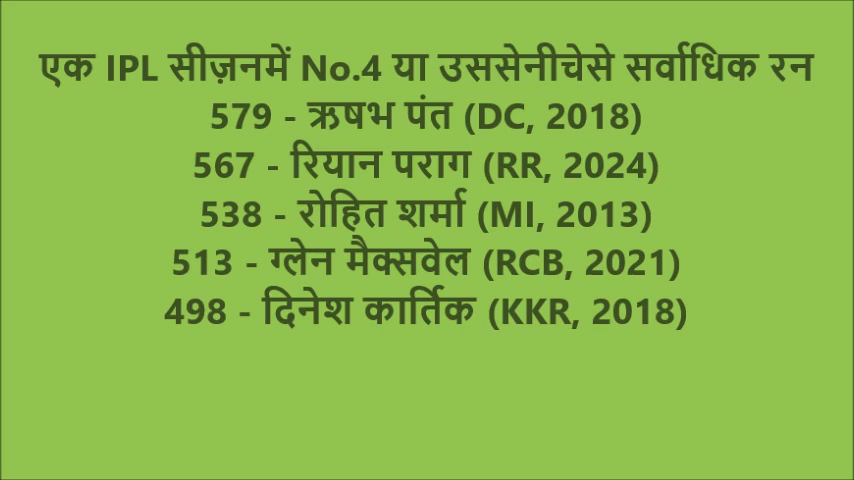 एक IPL सीज़नमें No.4 या उससेनीचेसे सर्वाधिक रन
579 - ऋषभ पंत (DC, 2018)
567 - रियान पराग (RR, 2024)
538 - रोहित शर्मा (MI, 2013)
513 - ग्लेन मैक्सवेल (RCB, 2021)
498 - दिनेश कार्तिक (KKR, 2018)